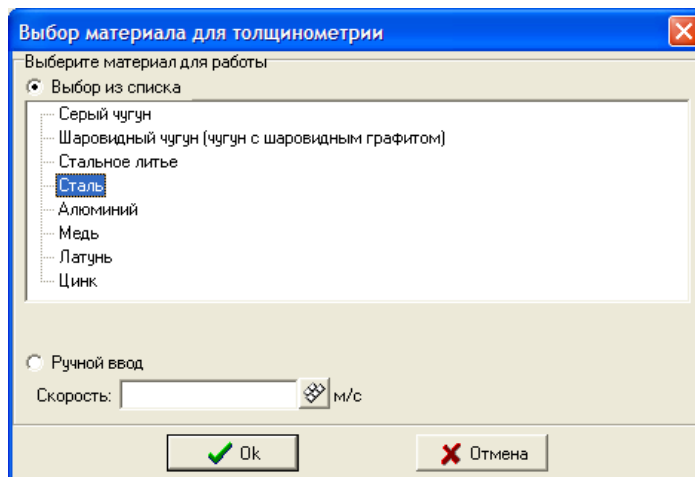 Выбор материала для толщинометрии
Выберите материал для работы
Выбор из списка
Серый чугун
Шаровидный чугун (чугун с шаровидным графитом)
Стальное литье
Сталь
Алюминий
Медь
Латунь
Цинк
Ручной ввод
Скорость: м/с
Ok Отмена